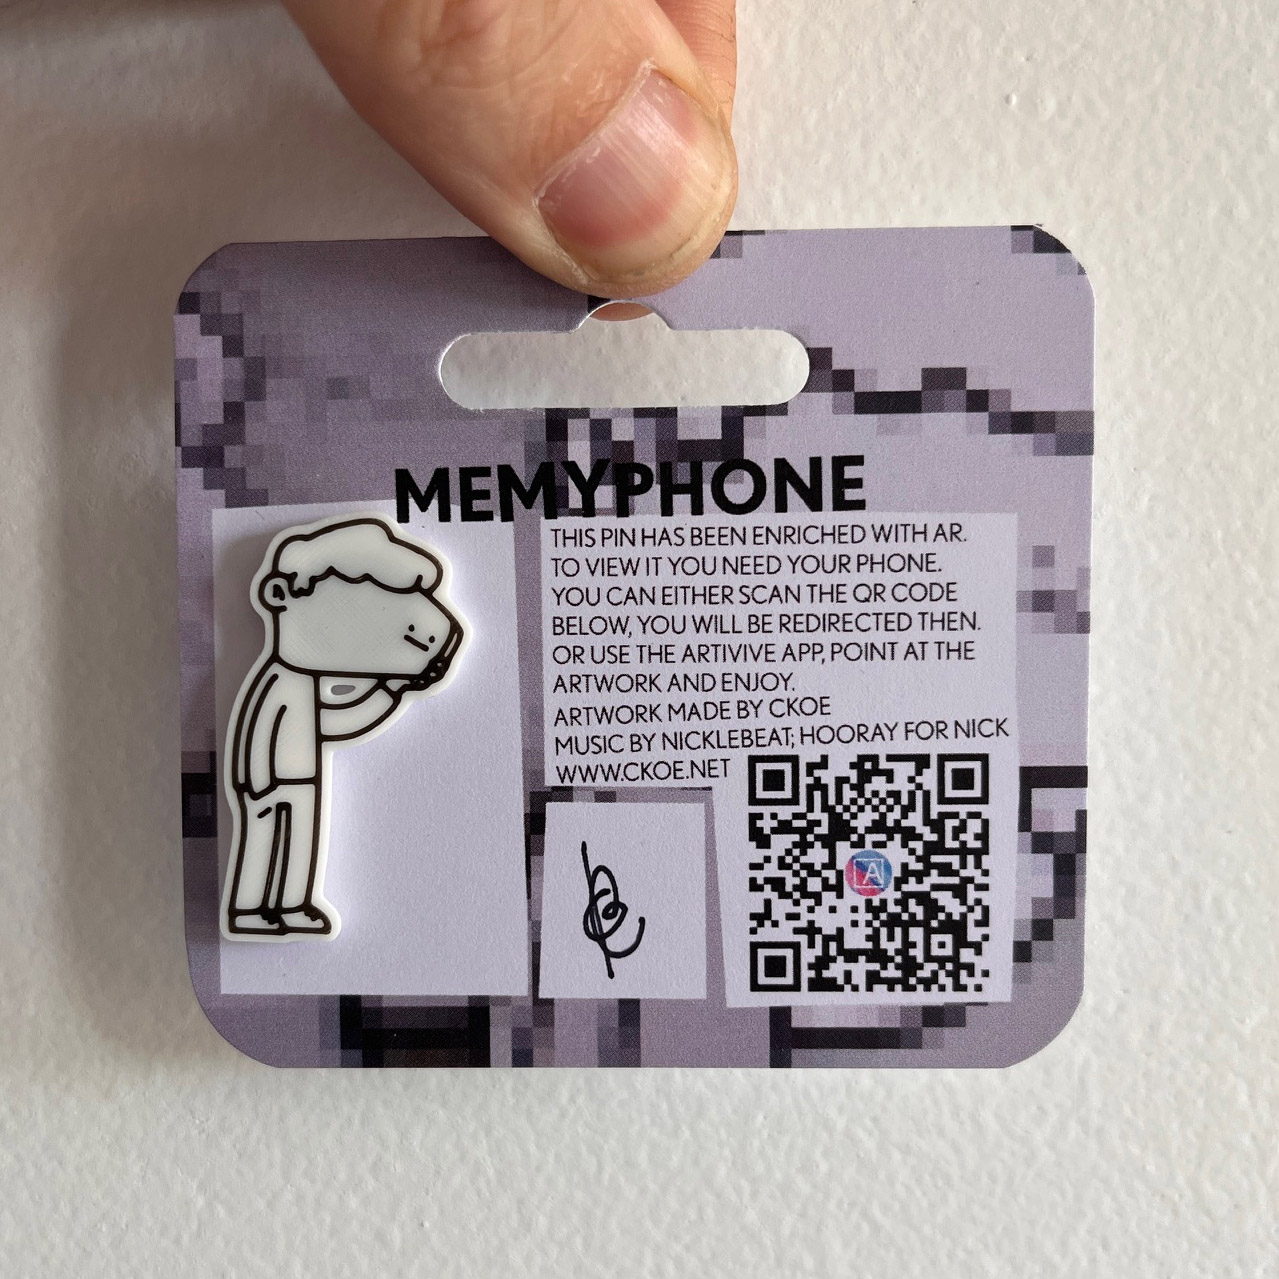 MEMYPHONE
THIS PIN HAS BEEN ENRICHED WITH AR.
TO VIEW IT YOU NEED YOUR PHONE.
YOU CAN EITHER SCAN THE QR CODE
BELOW, YOU WILL BE REDIRECTED THEN.
OR USE THE ARTIVIVE APP, POINT AT THE
ARTWORK AND ENJOY.
ARTWORK MADE BY CKOE
MUSIC BY NICKLEBEAT; HOORAY FOR NICK
WWW.CKOE.NET
A